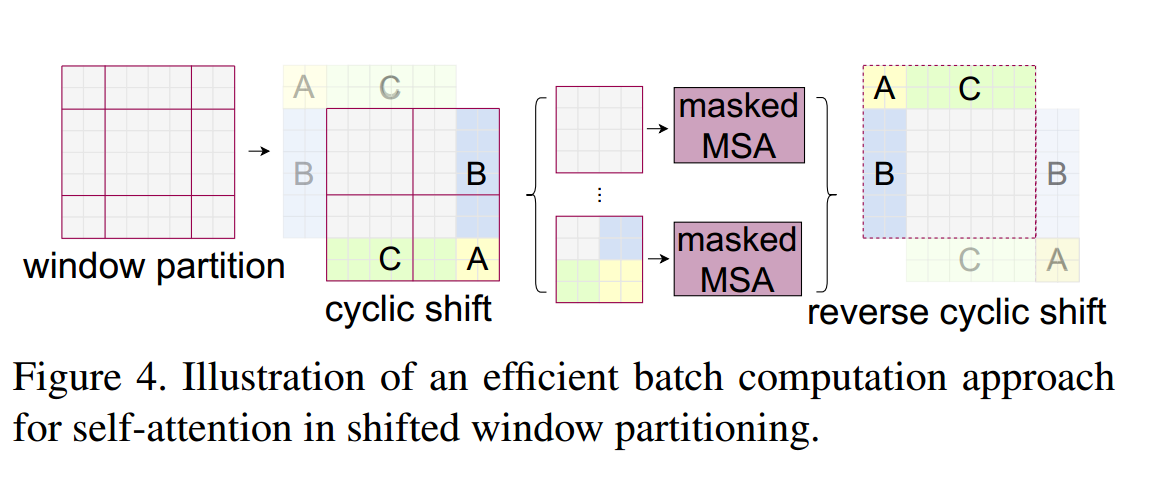 A C
B
B
C A
window partition
cyclic shift
masked
MSA
...
masked
MSA
A C
B
B
C A
reverse cyclic shift
Figure 4. Illustration of an efficient batch computation approach
for self-attention in shifted window partitioning.